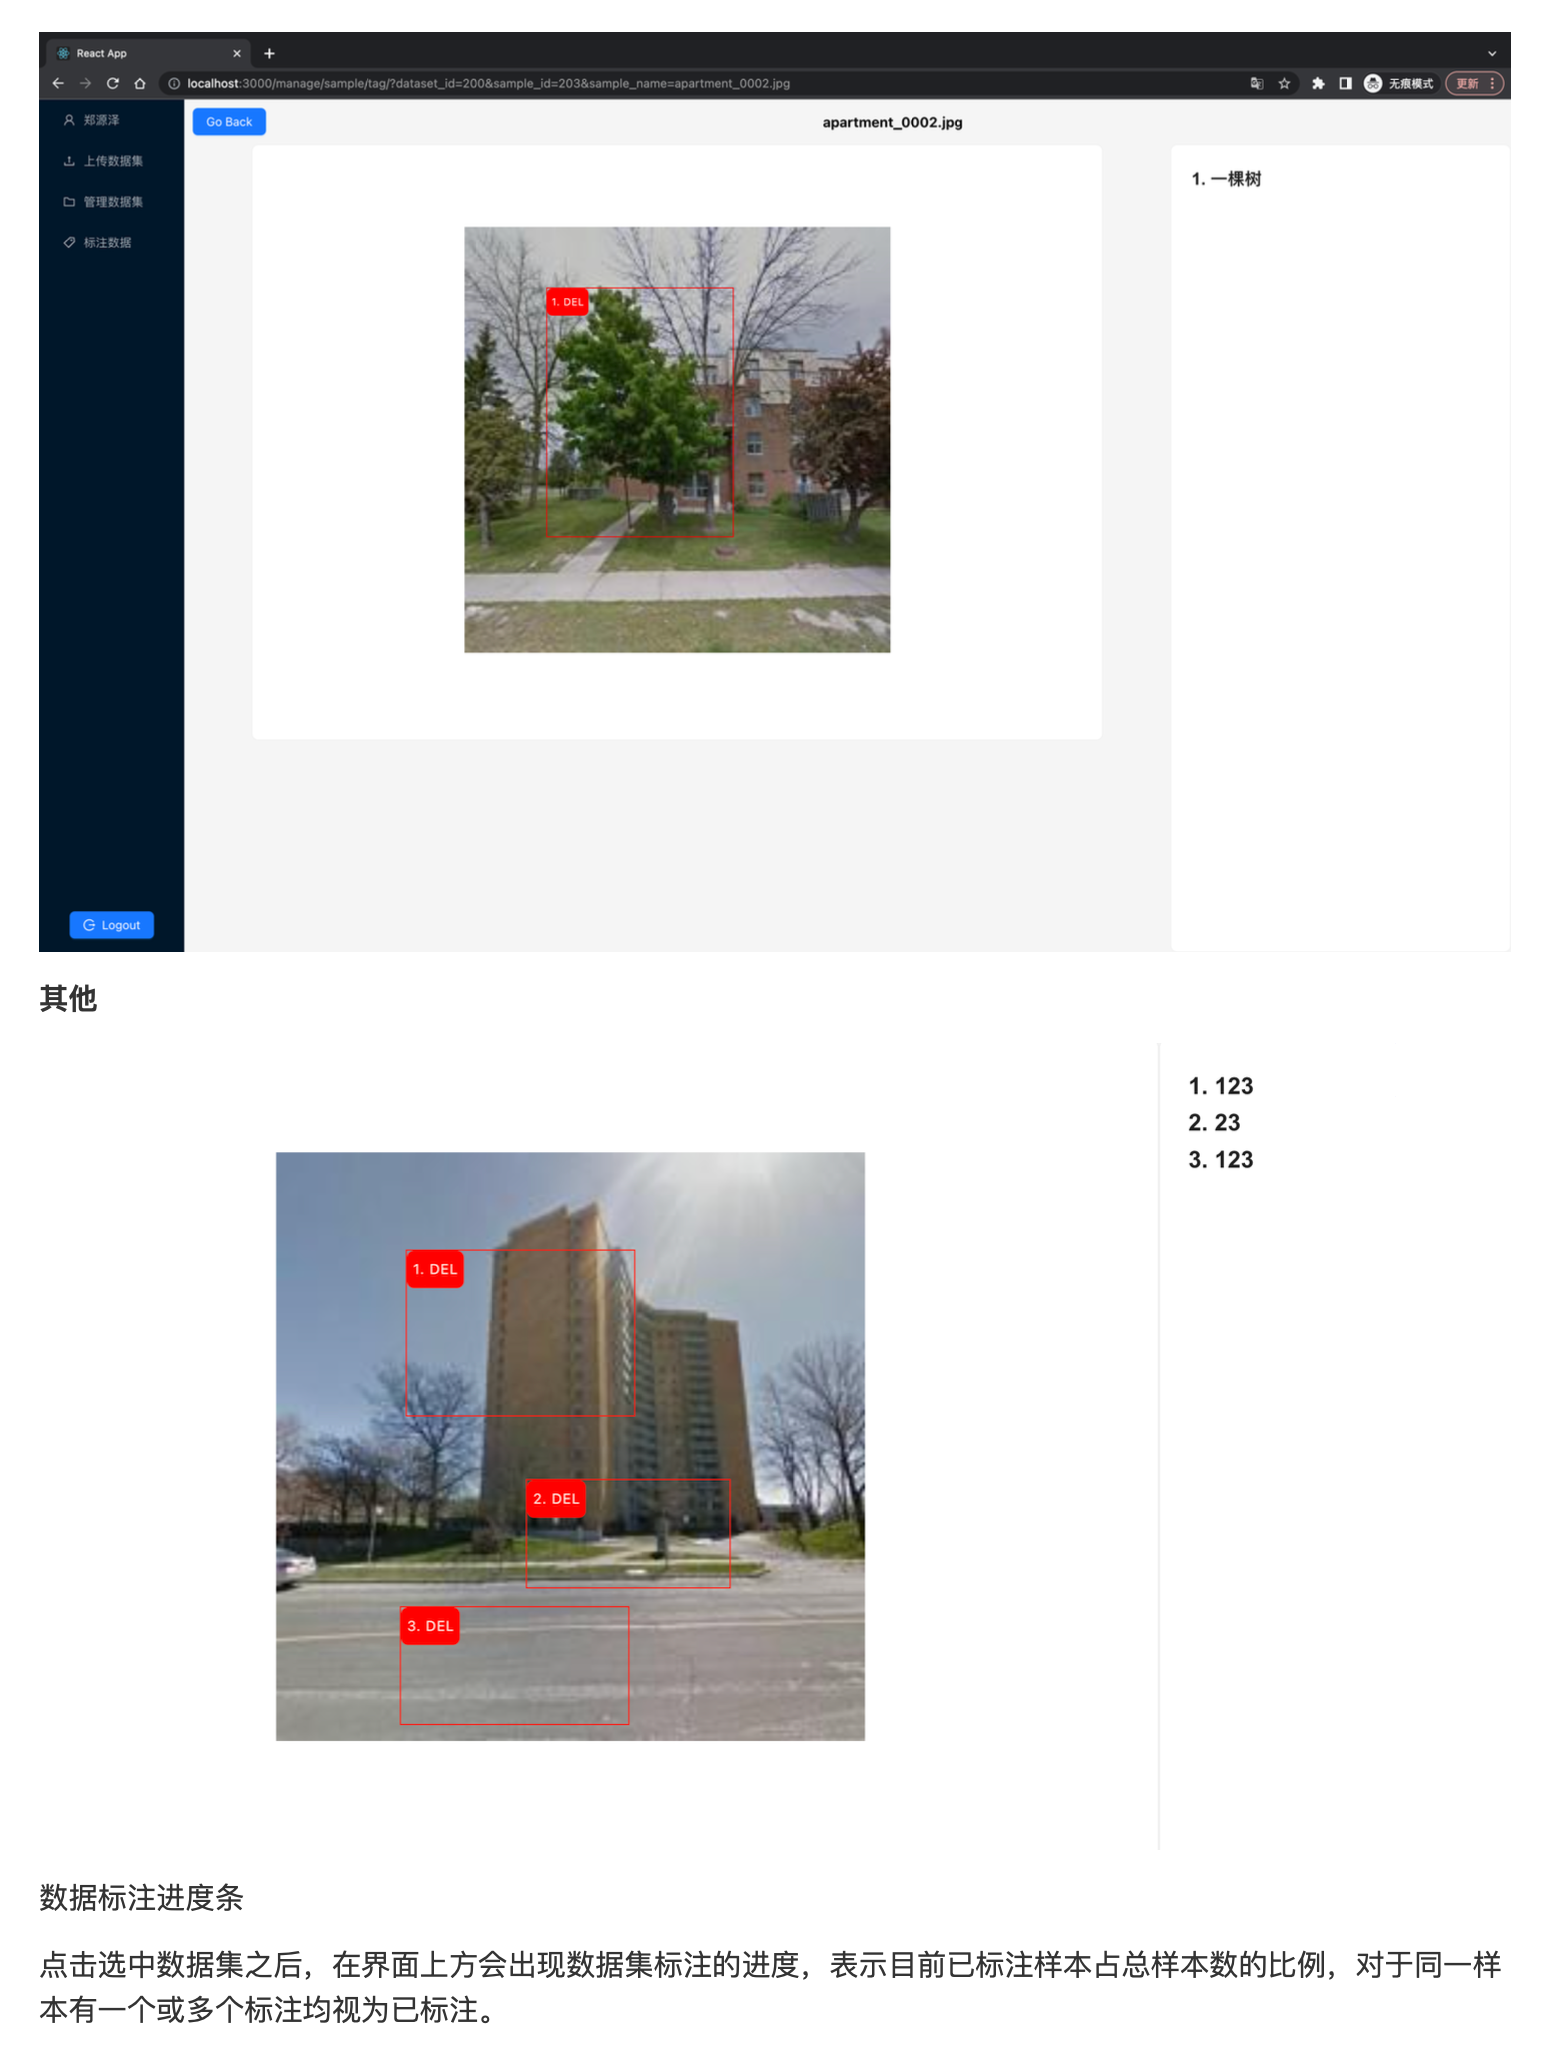 React App
localhost:3000/manage/sample/tag/?dataset_id=200&sample_id=203&sample_name=apartment_0002.jpg
无痕模式
更新
郑源泽
Go Back
apartment_0002.jpg
上传数据集
1. 一棵树
管理数据集
标注数据
1. DEL
Logout
其他
1. 123
2. 23
3. 123
1. DEL
2. DEL
3. DEL
数据标注进度条
点击选中数据集之后，在界面上方会出现数据集标注的进度，表示目前已标注样本占总样本数的比例，对于同一样
本有一个或多个标注均视为已标注。